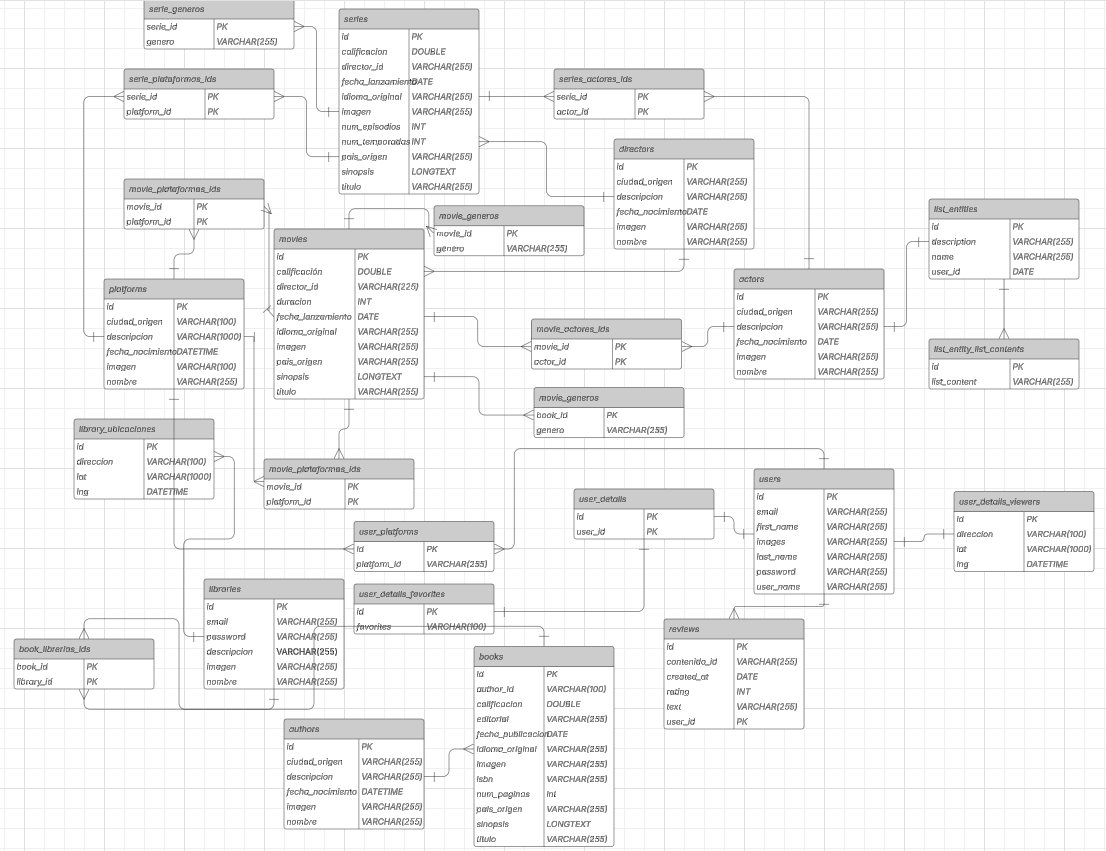 serie_generos
serie_id PK
genero VARCHAR(255)
series
id PK
calificacion DOUBLE
director_id VARCHAR(255)
fecha_lanzamiento DATE
idioma_original VARCHAR(255)
imagen VARCHAR(255)
num_episodios INT
num_temporadas INT
pais_origen VARCHAR(255)
sinopsis LONGTEXT
titulo VARCHAR(255)
serie_plataformas_ids
serie_id PK
platform_id PK
series_actores_ids
serie_id PK
actor_id PK
directors
id PK
ciudad_origen VARCHAR(255)
descripcion VARCHAR(255)
fecha_nacimiento DATE
imagen VARCHAR(255)
nombre VARCHAR(255)
movie_plataformas_ids
movie_id PK
platform_id PK
movie_generos
movie_id PK
genero VARCHAR(255)
list_entities
id PK
description VARCHAR(255)
name VARCHAR(255)
user_id DATE
movies
id PK
calificación DOUBLE
director_id VARCHAR(225)
duracion INT
fecha_lanzamiento DATE
idioma_original VARCHAR(255)
imagen VARCHAR(255)
pais_origen VARCHAR(255)
sinopsis LONGTEXT
titulo VARCHAR(255)
platforms
id PK
ciudad_origen VARCHAR(100)
descripcion VARCHAR(1000)
fecha_nacimiento DATETIME
imagen VARCHAR(100)
nombre VARCHAR(255)
actors
id PK
ciudad_origen VARCHAR(255)
descripcion VARCHAR(255)
fecha_nacimiento DATE
imagen VARCHAR(255)
nombre VARCHAR(255)
movie_actores_ids
movie_id PK
actor_id PK
list_entity_list_contents
id PK
list_content VARCHAR(255)
movie_generos
book_id PK
genero VARCHAR(255)
library_ubicaciones
id PK
direccion VARCHAR(100)
lat VARCHAR(1000)
lng DATETIME
movie_plataformas_ids
movie_id PK
platform_id PK
users
id PK
email VARCHAR(255)
first_name VARCHAR(255)
images VARCHAR(255)
last_name VARCHAR(255)
password VARCHAR(255)
user_name VARCHAR(255)
user_details
id PK
user_id PK
user_details_viewers
id PK
direccion VARCHAR(100)
lat VARCHAR(1000)
lng DATETIME
user_platforms
id PK
platform_id VARCHAR(255)
libraries
id PK
email VARCHAR(255)
password VARCHAR(255)
descripcion VARCHAR(255)
imagen VARCHAR(255)
nombre VARCHAR(255)
user_details_favorites
id PK
favorites VARCHAR(100)
book_librerias_ids
book_id PK
library_id PK
reviews
id PK
contenido_id VARCHAR(255)
created_at DATE
rating INT
text VARCHAR(255)
user_id PK
books
id PK
author_id VARCHAR(100)
calificacion DOUBLE
editorial VARCHAR(255)
fecha_publicacion DATE
idioma_original VARCHAR(255)
imagen VARCHAR(255)
isbn VARCHAR(255)
num_paginas Int
pais_origen VARCHAR(255)
sinopsis LONGTEXT
titulo VARCHAR(255)
authors
id PK
ciudad_origen VARCHAR(255)
descripcion VARCHAR(255)
fecha_nacimiento DATETIME
imagen VARCHAR(255)
nombre VARCHAR(255)